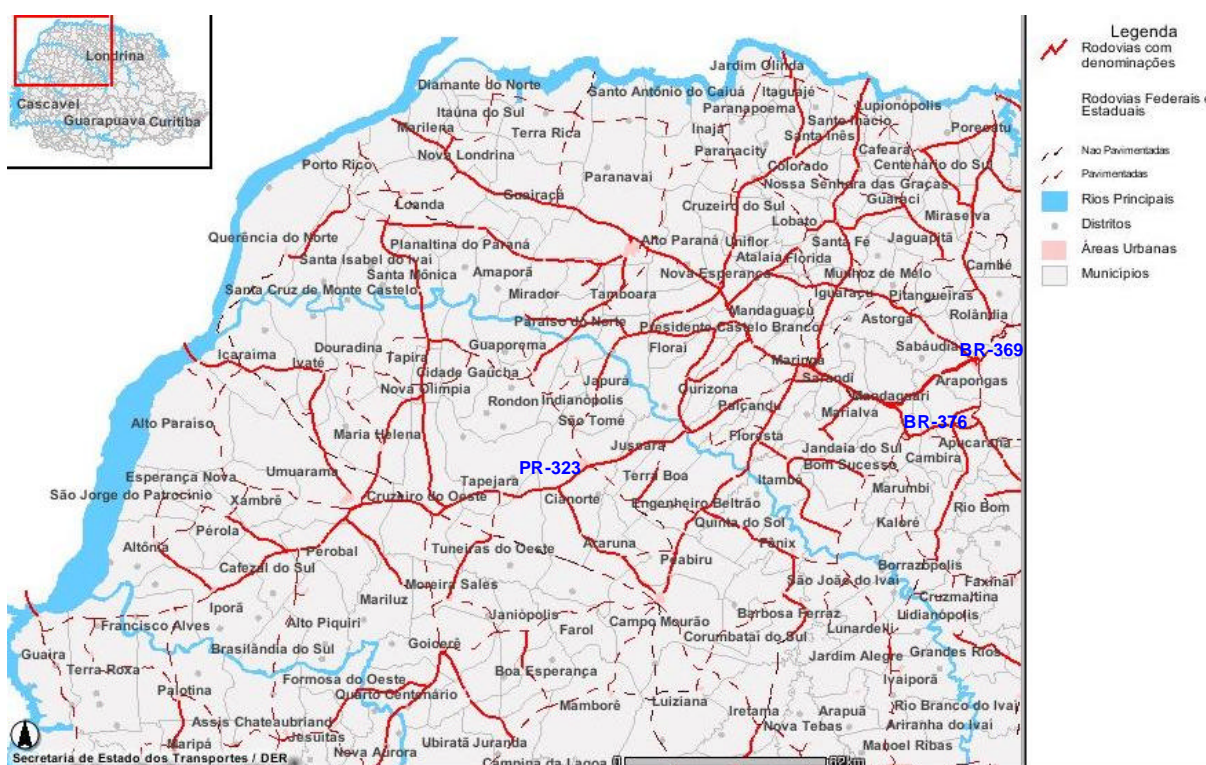 Londrina
Cascavel
Guarapuava
Curitiba
Jardim Olinda
Diamante do Norte
Santo Antônio do Caiuá
Itaguajé
Paranapoema
Lupionópolis
Itaúna do Sul
Terra Rica
Inajá
Santo Inácio
Santa Inês
Marilena
Porecatu
Cafeara
Nova Londrina
Paranacity
Centenário do Sul
Porto Rico
Colorado
Paranavaí
Nossa Senhora das Graças
Guairaçá
Guaraci
Loanda
Cruzeiro do Sul
Miraselva
Lobato
Querência do Norte
Planaltina do Paraná
Alto Paraná
Uniflor
Santa Fé
Jaguapitã
Santa Isabel do Ivaí
Atalaia
Flórida
Cambé
Santa Mônica
Amaporã
Nova Esperança
Munhoz de Melo
Santa Cruz de Monte Castelo
Mirador
Tamboara
Iguaraçu
Pitangueiras
Mandaguaçu
Rolândia
Paraíso do Norte
Presidente Castelo Branco
Astorga
Douradina
Guaporema
Floraí
Sabáudia
BR-369
Icaraíma
Ivaté
Tapira
Maringá
Cidade Gaúcha
Sarandi
Nova Olímpia
Japurá
Ourizona
Arapongas
Rondon
Indianópolis
Mandaguari
Paiçandu
Marialva
Alto Paraíso
São Tomé
BR-376
Maria Helena
Floresta
Jussara
Jandaia do Sul
Apucarana
Cambira
PR-323
Bom Sucesso
Esperança Nova
Umuarama
Tapejara
Terra Boa
Itambé
São Jorge do Patrocínio
Xambrê
Cruzeiro do Oeste
Cianorte
Marumbi
Engenheiro Beltrão
Rio Bom
Pérola
Quinta do Sol
Kaloré
Altônia
Perobal
Tuneiras do Oeste
Araruna
Fênix
Peabiru
Cafezal do Sul
Borrazópolis
Moreira Sales
São João do Ivaí
Faxinal
Mariluz
Cruzmaltina
Iporã
Janiópolis
Barbosa Ferraz
Lidianópolis
Francisco Alves
Alto Piquiri
Farol
Campo Mourão
Lunardelli
Corumbataí do Sul
Goioerê
Brasilândia do Sul
Guaíra
Grandes Rios
Jardim Alegre
Terra Roxa
Boa Esperança
Formosa do Oeste
Ivaiporã
Palotina
Quarto Centenário
Luiziana
Mamborê
Rio Branco do Ivaí
Iretama
Arapuã
Assis Chateaubriand
Nova Tebas
Ariranha do Ivaí
Jesuítas
Maripá
Ubiratã
Juranda
Manoel Ribas
Nova Aurora
Campina da Lagoa
0
62km
Secretaria de Estado dos Transportes / DER
Legenda
Rodovias com
denominações
Rodovias Federais e
Estaduais
Nao Pavimentadas
Pavimentadas
Rios Principais
Distritos
Áreas Urbanas
Municípios